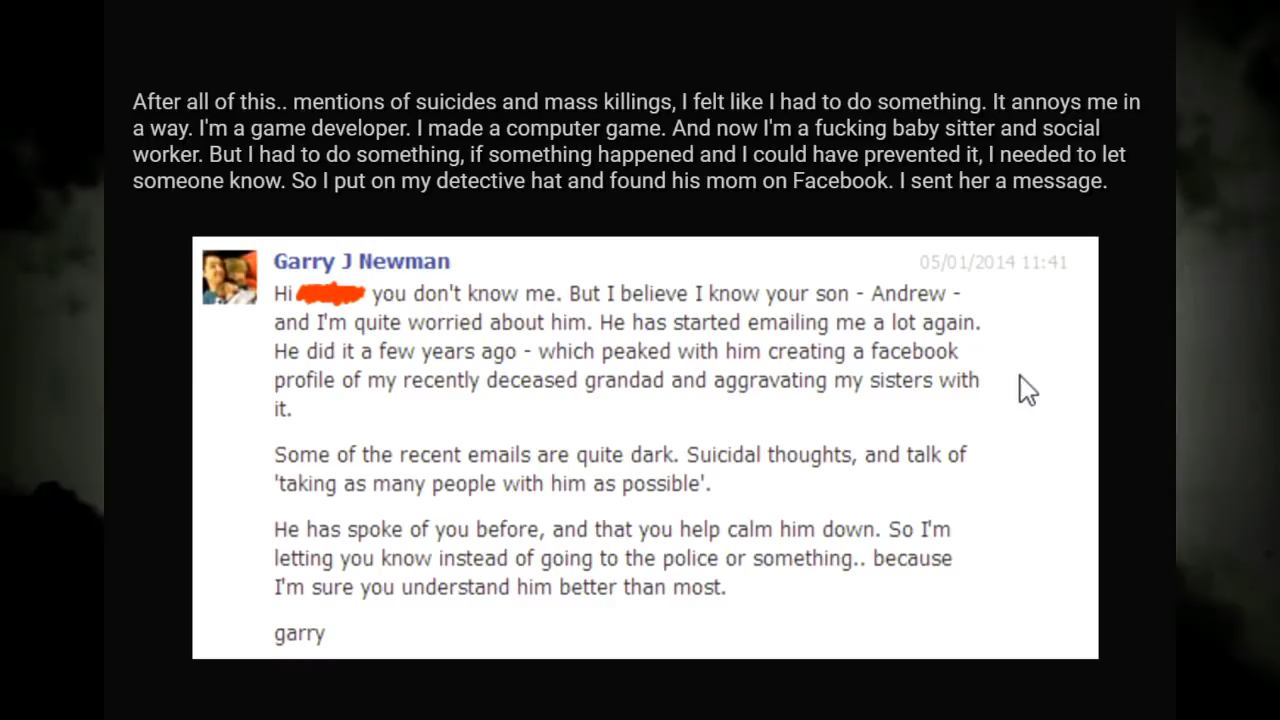 After all of this.. mentions of suicides and mass killings, I felt like I had to do something. It annoys me in
a way. I'm a game developer. I made a computer game. And now I'm a fucking baby sitter and social
worker. But I had to do something, if something happened and I could have prevented it, I needed to let
someone know. So I put on my detective hat and found his mom on Facebook. I sent her a message.
Garry J Newman 05/01/2014 11:41
Hi you don't know me. But I believe I know your son - Andrew -
and I'm quite worried about him. He has started emailing me a lot again.
He did it a few years ago - which peaked with him creating a facebook
profile of my recently deceased grandad and aggravating my sisters with
it.
Some of the recent emails are quite dark. Suicidal thoughts, and talk of
'taking as many people with him as possible'.
He has spoke of you before, and that you help calm him down. So I'm
letting you know instead of going to the police or something.. because
I'm sure you understand him better than most.
garry